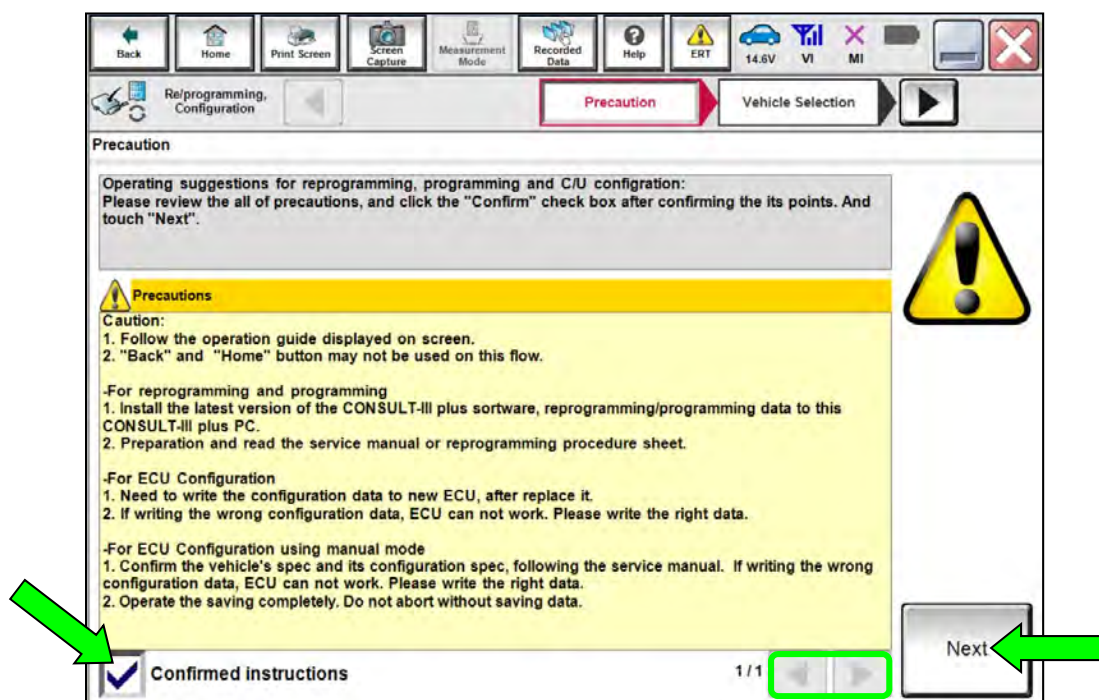 Back
Home
Print Screen
Screen
Capture
Measurement
Mode
Recorded
Data
Help
ERT
14.6V
VI
MI
Re/programming,
Configuration
Precaution
Vehicle Selection
Precaution
Operating suggestions for reprogramming, programming and C/U configration:
Please review the all of precautions, and click the "Confirm" check box after confirming the its points. And
touch "Next".
Precautions
Caution:
1. Follow the operation guide displayed on screen.
2. "Back" and "Home" button may not be used on this flow.
-For reprogramming and programming
1. Install the latest version of the CONSULT-III plus sortware, reprogramming/programming data to this
CONSULT-III plus PC.
2. Preparation and read the service manual or reprogramming procedure sheet.
-For ECU Configuration
1. Need to write the configuration data to new ECU, after replace it.
2. If writing the wrong configuration data, ECU can not work. Please write the right data.
-For ECU Configuration using manual mode
1. Confirm the vehicle's spec and its configuration spec, following the service manual. If writing the wrong
configuration data, ECU can not work. Please write the right data.
2. Operate the saving completely. Do not abort without saving data.
Confirmed instructions
1/1
Next